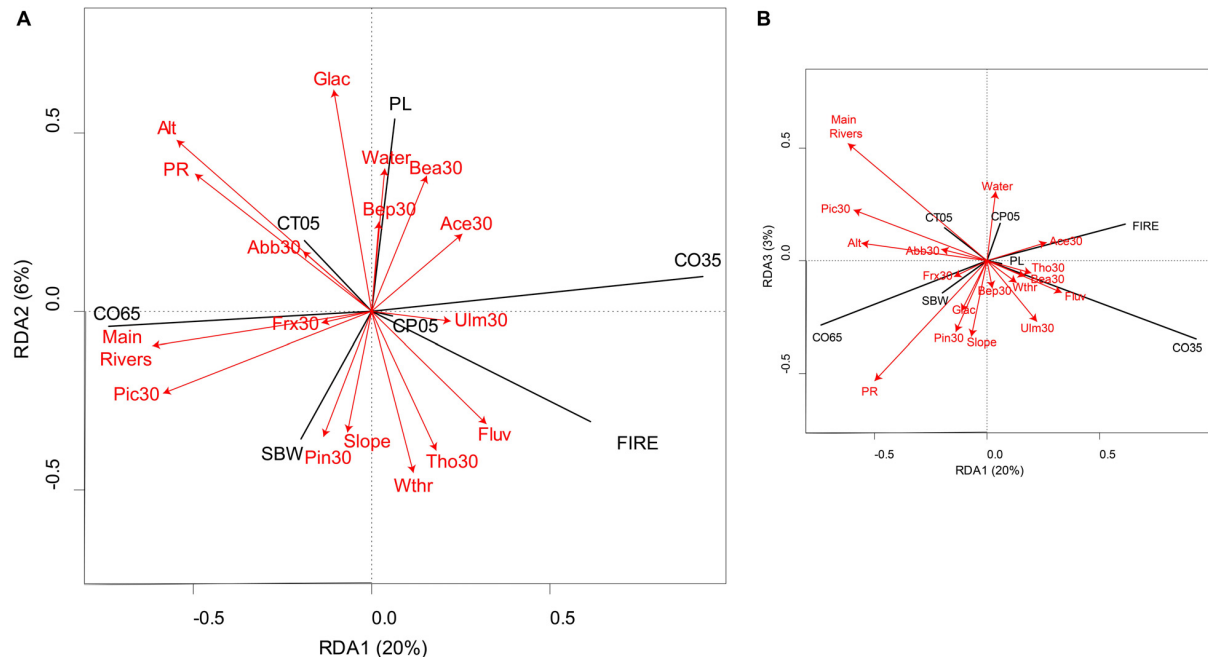 A
Glac
PL
Alt
Water
PR
Bea30
Bep30
CT05
Ace30
Abb30
CO35
CO65
Frx30
CP05
Ulm30
Main
Rivers
Pic30
SBW
Slope
Fluv
FIRE
Pin30
Tho30
Wthr
0.5
0.0
-0.5
RDA2 (6%)
-0.5
0.0
0.5
RDA1 (20%)
B
Main
Rivers
Water
Pic30
CT05
CP05
FIRE
Alt
Abb30
Ace30
PL
Tho30
Frx30
Bea30
Bep30
Wthr
Fluv
SBW
Glac
Ulm30
CO65
Pin30
Slope
CO35
PR
0.5
0.0
-0.5
RDA3 (3%)
-0.5
0.0
0.5
RDA1 (20%)